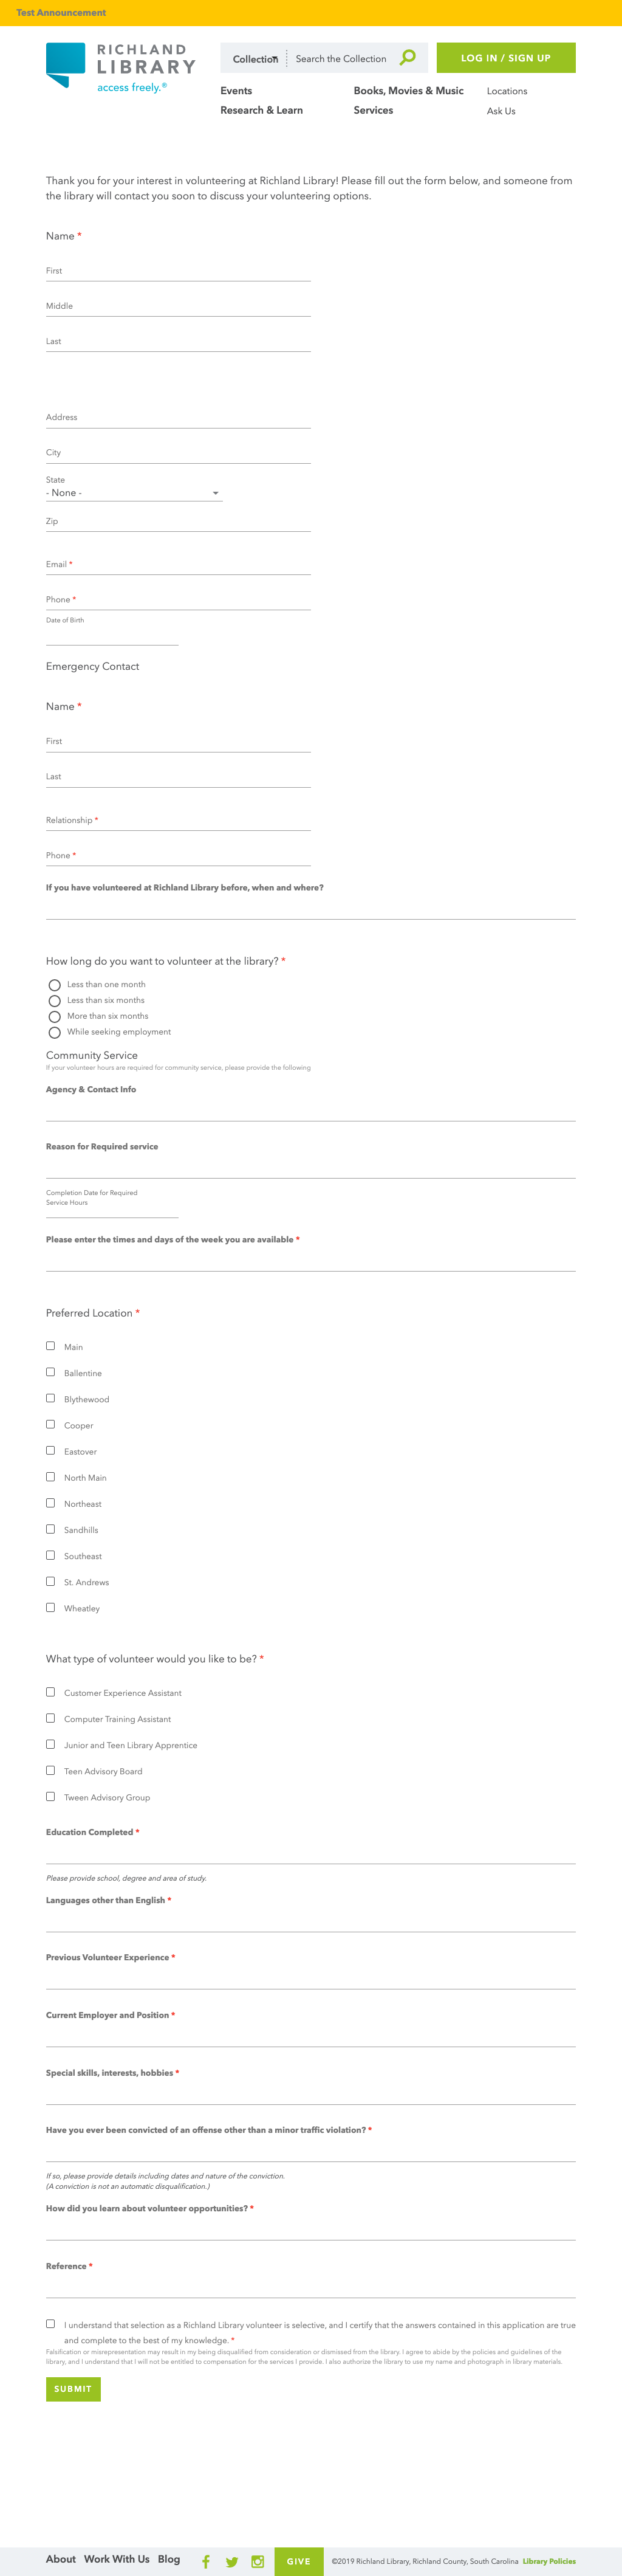 Test Announcement
RICHLAND
LIBRARY
access freely.®
Collection
Search the Collection
LOG IN / SIGN UP
Events
Books, Movies & Music
Locations
Research & Learn
Services
Ask Us
Thank you for your interest in volunteering at Richland Library! Please fill out the form below, and someone from
the library will contact you soon to discuss your volunteering options.
Name *
First
Middle
Last
Address
City
State
- None -
Zip
Email *
Phone *
Date of Birth
Emergency Contact
Name *
First
Last
Relationship *
Phone *
If you have volunteered at Richland Library before, when and where?
How long do you want to volunteer at the library? *
Less than one month
Less than six months
More than six months
While seeking employment
Community Service
If your volunteer hours are required for community service, please provide the following
Agency & Contact Info
Reason for Required service
Completion Date for Required
Service Hours
Please enter the times and days of the week you are available *
Preferred Location *
Main
Ballentine
Blythewood
Cooper
Eastover
North Main
Northeast
Sandhills
Southeast
St. Andrews
Wheatley
What type of volunteer would you like to be? *
Customer Experience Assistant
Computer Training Assistant
Junior and Teen Library Apprentice
Teen Advisory Board
Tween Advisory Group
Education Completed *
Please provide school, degree and area of study.
Languages other than English *
Previous Volunteer Experience *
Current Employer and Position *
Special skills, interests, hobbies *
Have you ever been convicted of an offense other than a minor traffic violation? *
If so, please provide details including dates and nature of the conviction.
(A conviction is not an automatic disqualification.)
How did you learn about volunteer opportunities? *
Reference *
I understand that selection as a Richland Library volunteer is selective, and I certify that the answers contained in this application are true
and complete to the best of my knowledge. *
Falsification or misrepresentation may result in my being disqualified from consideration or dismissed from the library. I agree to abide by the policies and guidelines of the
library, and I understand that I will not be entitled to compensation for the services I provide. I also authorize the library to use my name and photograph in library materials.
SUBMIT
About Work With Us Blog
GIVE
©2019 Richland Library, Richland County, South Carolina Library Policies